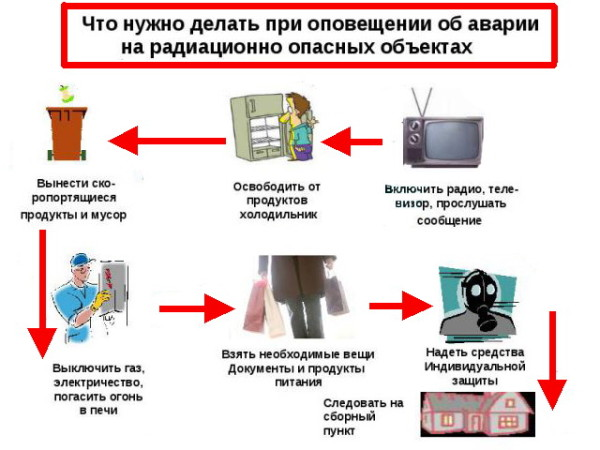 Что нужно делать при оповещении об аварии
на радиационно опасных объектах
Вынести ско-
ропортящиеся
продукты и мусор
Освободить от
продуктов
холодильник
Включить радио, теле-
визор, прослушать
сообщение
Выключить газ,
электричество,
погасить огонь
в печи
Взять необходимые вещи
Документы и продукты
питания
Надеть средства
Индивидуальной
защиты
Следовать на
сборный
пункт